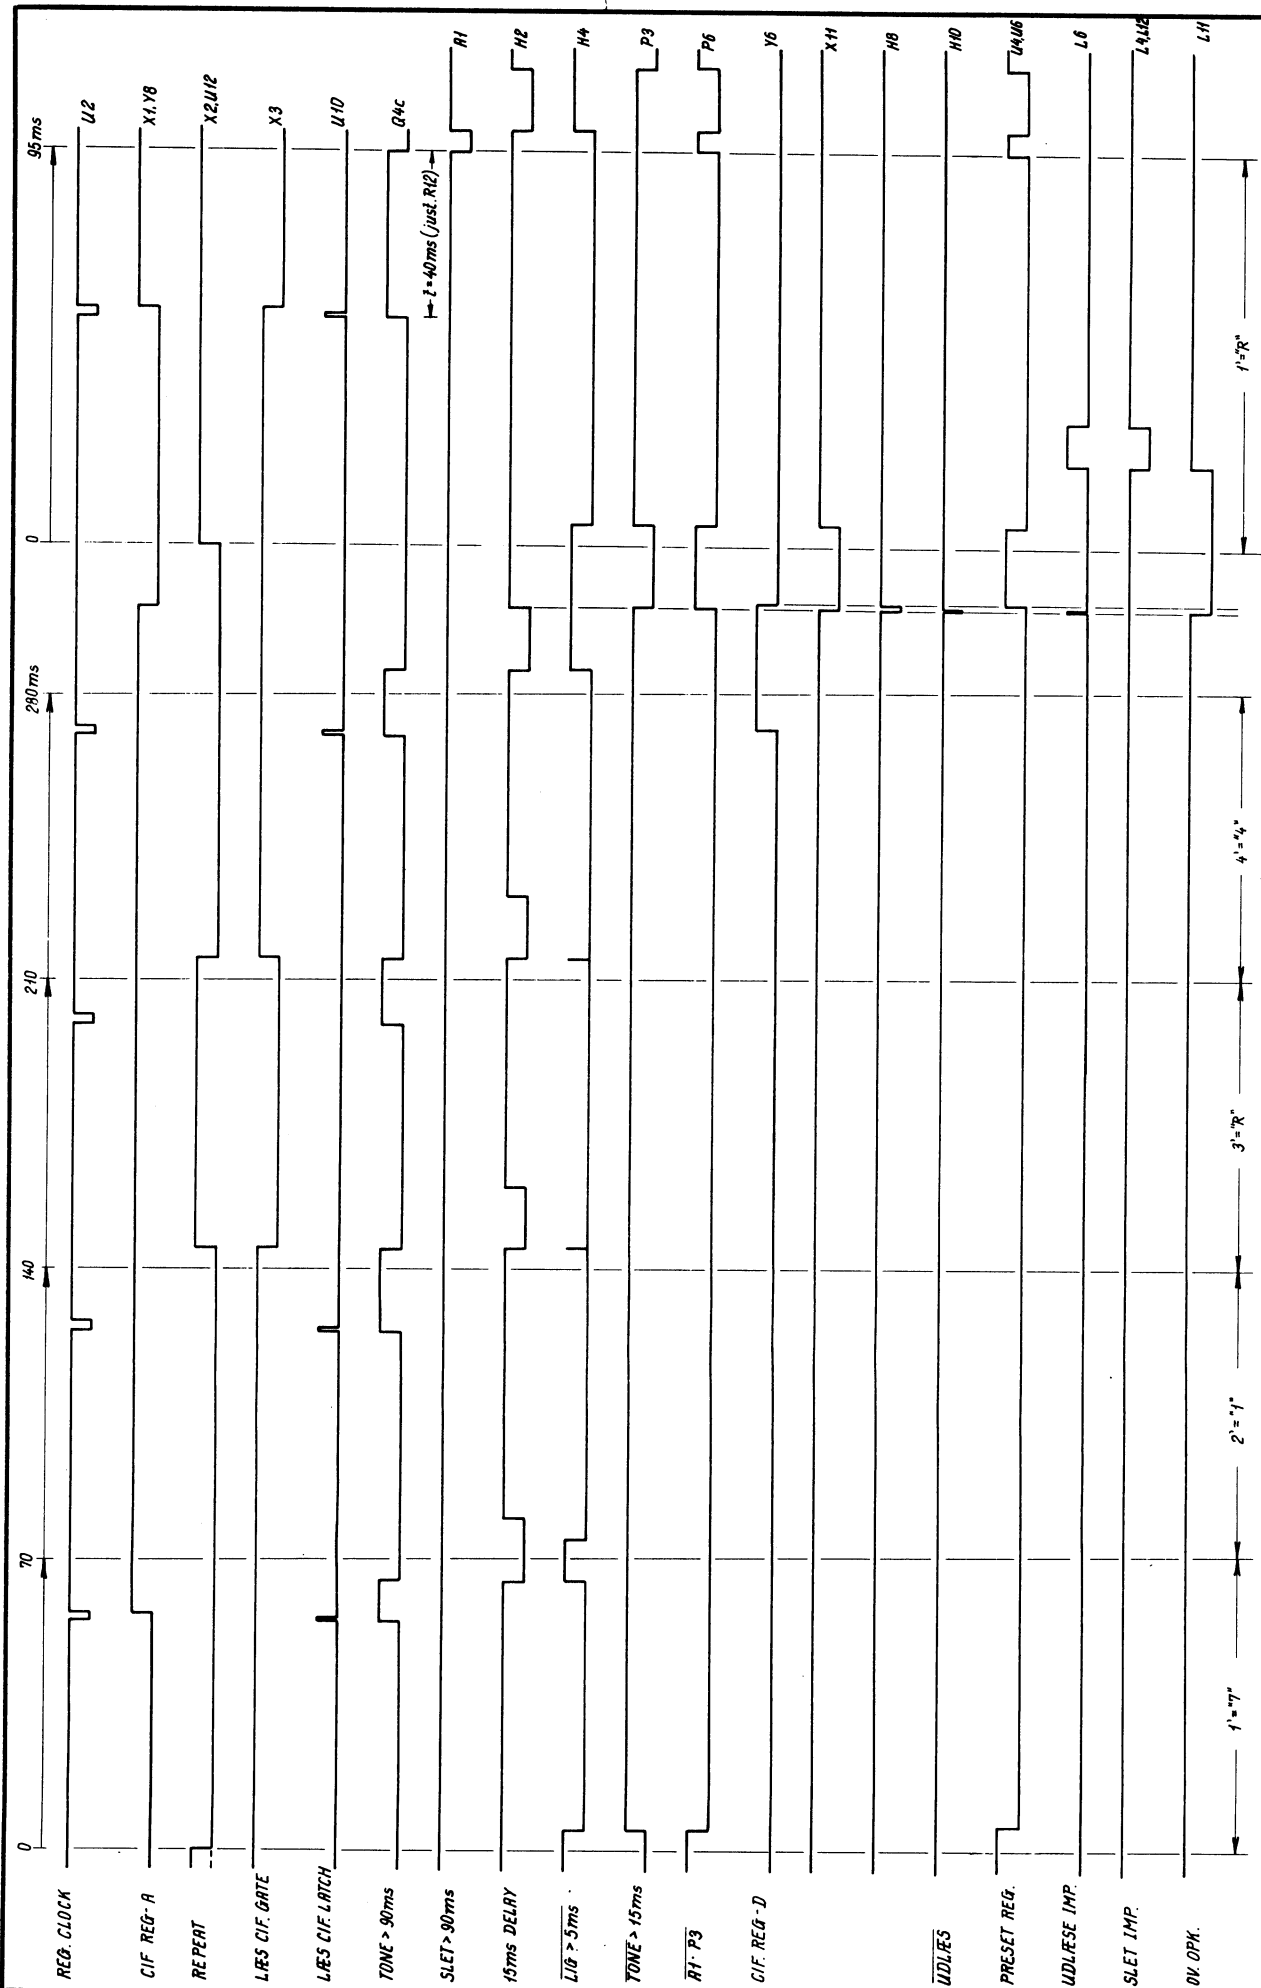 0
70
140
210
280ms
0
95ms
REG. CLOCK
U2
CIF REG-A
X1,Y8
REPEAT
X2,U12
LÆS CIF. GATE
X3
LÆS CIF. LATCH
U10
TONE > 90ms
Q4c
t=40ms (just. R12)
SLET > 90ms
A1
15ms DELAY
H2
LIG > 5ms
H4
TONE > 15ms
P3
A1 · P3
P6
CIF. REG-D
Y6
X11
H8
UDLÆS
H10
PRESET REG.
U4,U6
UDLÆSE IMP.
L6
SLET IMP.
L4,L12
OV. OPK.
L11
1'="7"
2'="1"
3'="R"
4'="4"
1'="R"